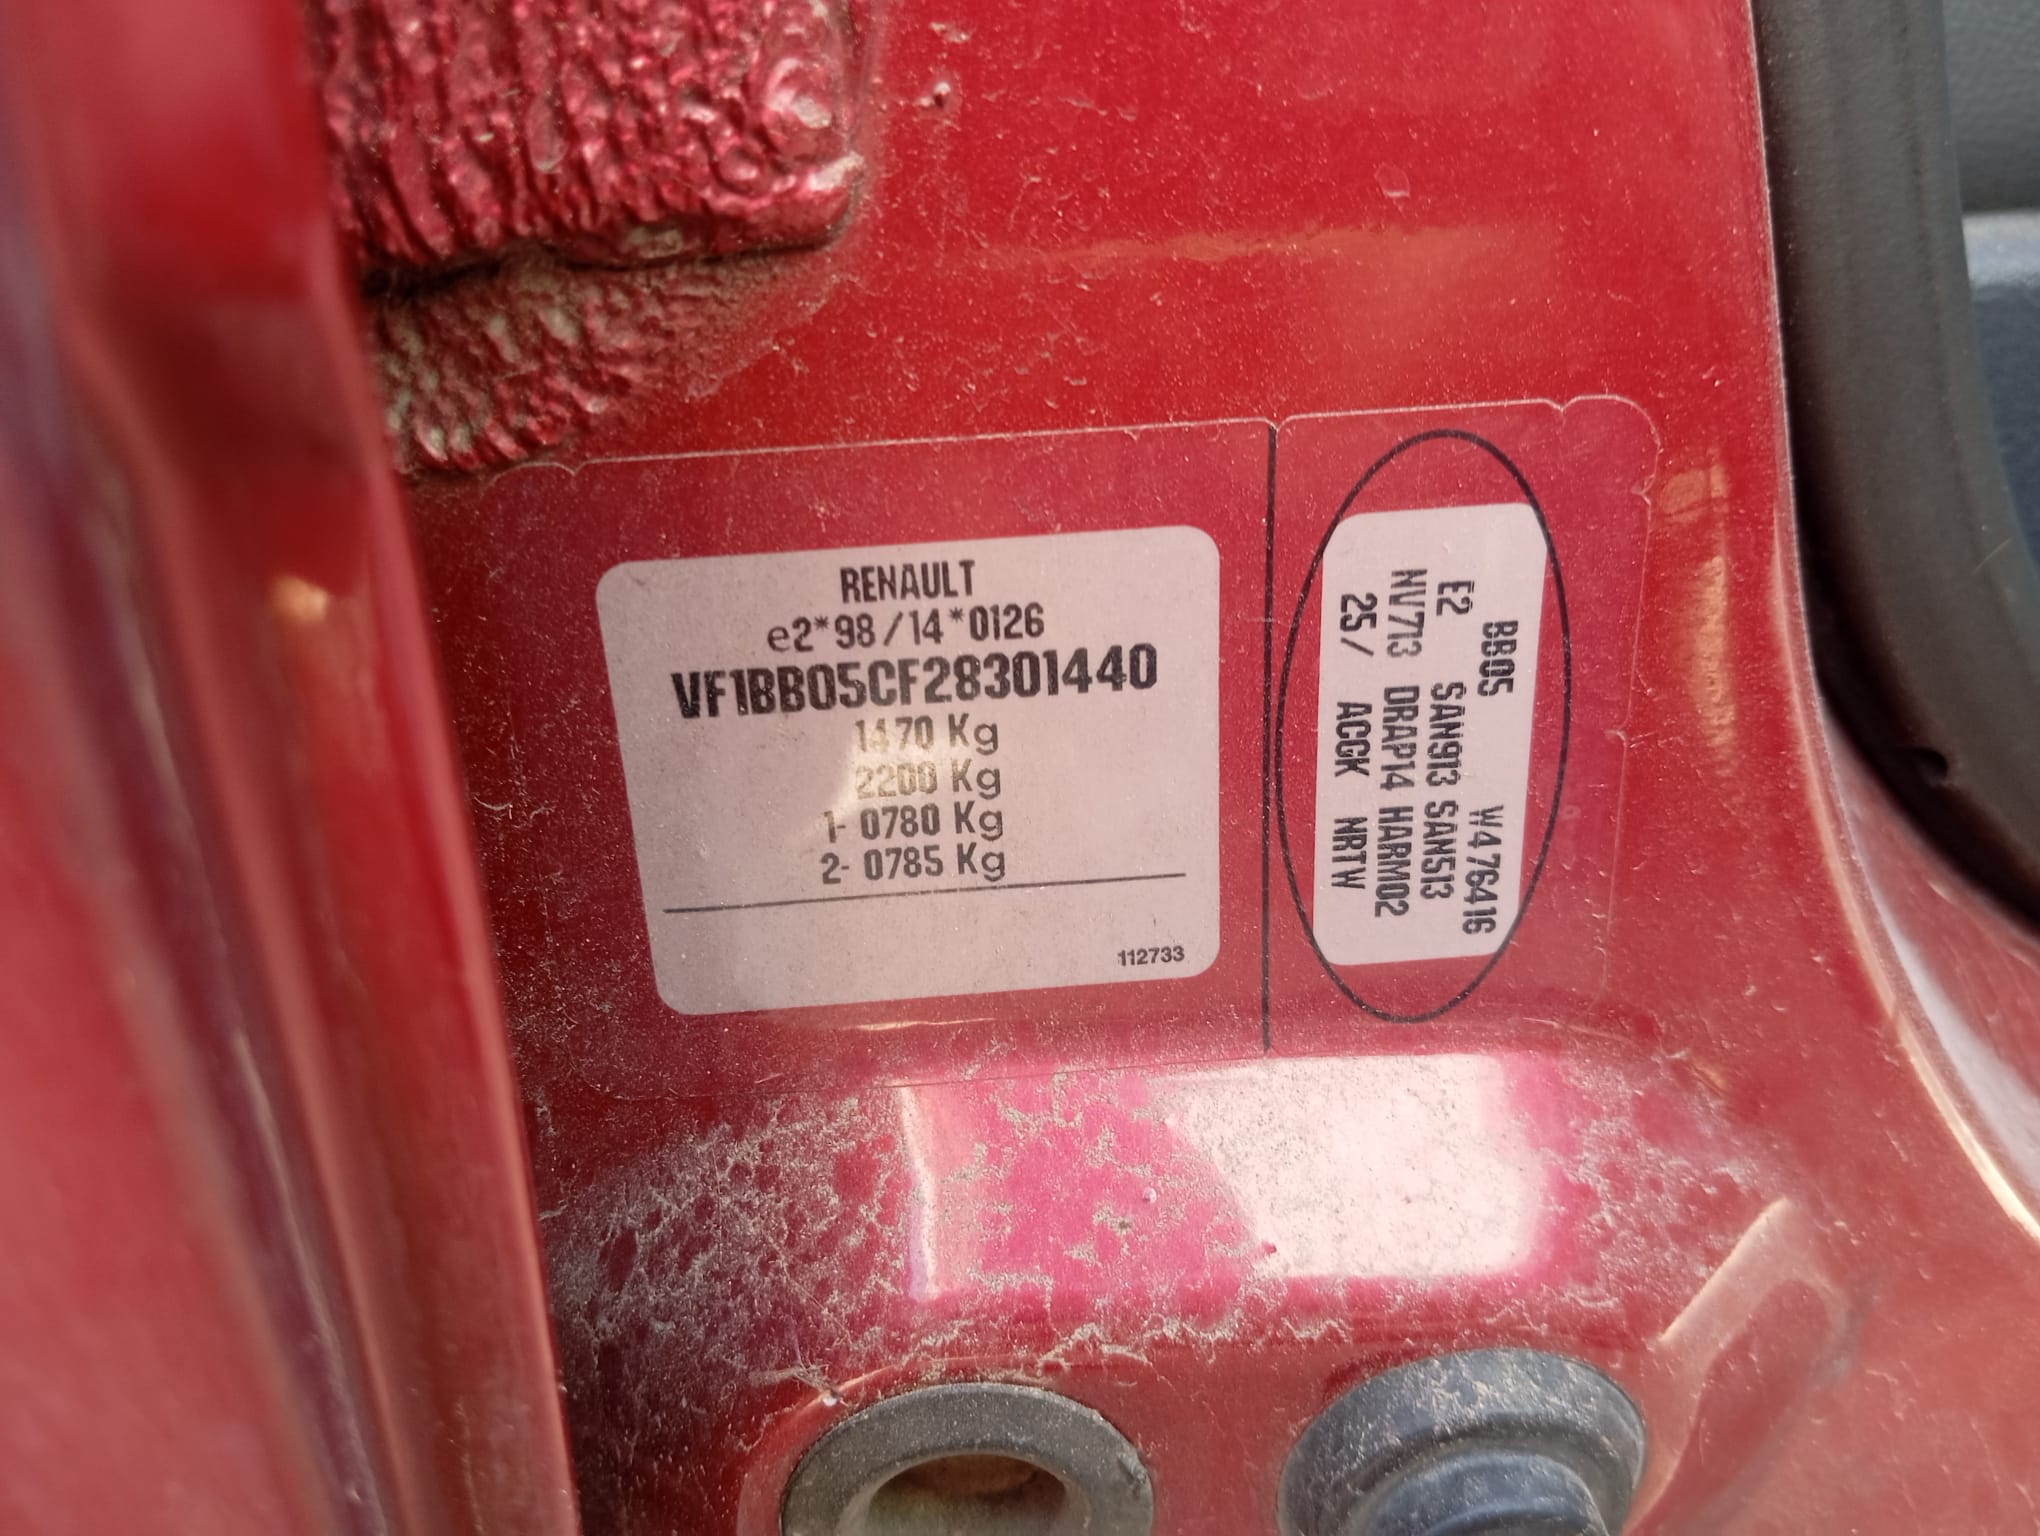 RENAULT
e2*98/14*0126
VF1BB05CF28301440
1470 Kg
2200 Kg
1- 0780 Kg
2- 0785 Kg
112733
BB05 W476416
E2 SAN913 SAN513
NV713 DRAP14 HARM02
25/ ACGK NRTW